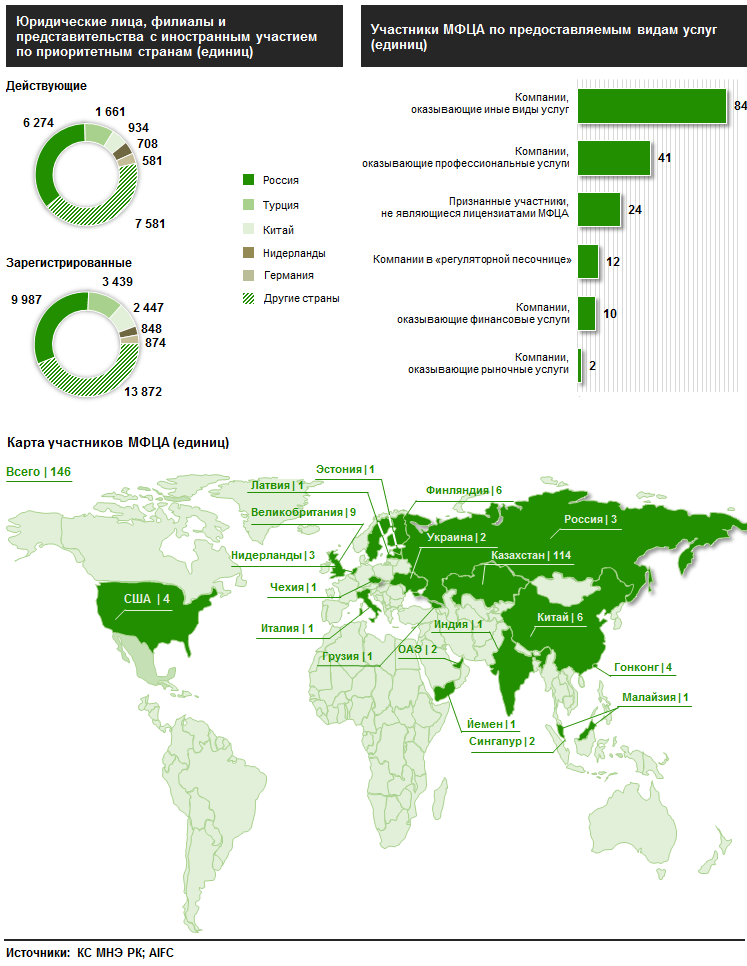 Юридические лица, филиалы и
представительства с иностранным участием
по приоритетным странам (единиц)
Действующие
6 274
1 661
934
708
581
7 581
Зарегистрированные
9 987
3 439
2 447
848
874
13 872
Россия
Турция
Китай
Нидерланды
Германия
Другие страны
Участники МФЦА по предоставляемым видам услуг
(единиц)
Компании,
оказывающие иные виды услуг
84
Компании,
оказывающие профессиональные услуги
41
Признанные участники,
не являющиеся лицензиатами МФЦА
24
Компании в «регуляторной песочнице»
12
Компании,
оказывающие финансовые услуги
10
Компании,
оказывающие рыночные услуги
2
Карта участников МФЦА (единиц)
Всего | 146
Эстония | 1
Латвия | 1
Финляндия | 6
Великобритания | 9
Россия | 3
Украина | 2
Нидерланды | 3
Казахстан | 114
Чехия | 1
США | 4
Китай | 6
Италия | 1
Индия | 1
Грузия | 1
ОАЭ | 2
Гонконг | 4
Малайзия | 1
Йемен | 1
Сингапур | 2
Источники: КС МНЭ РК; AIFC